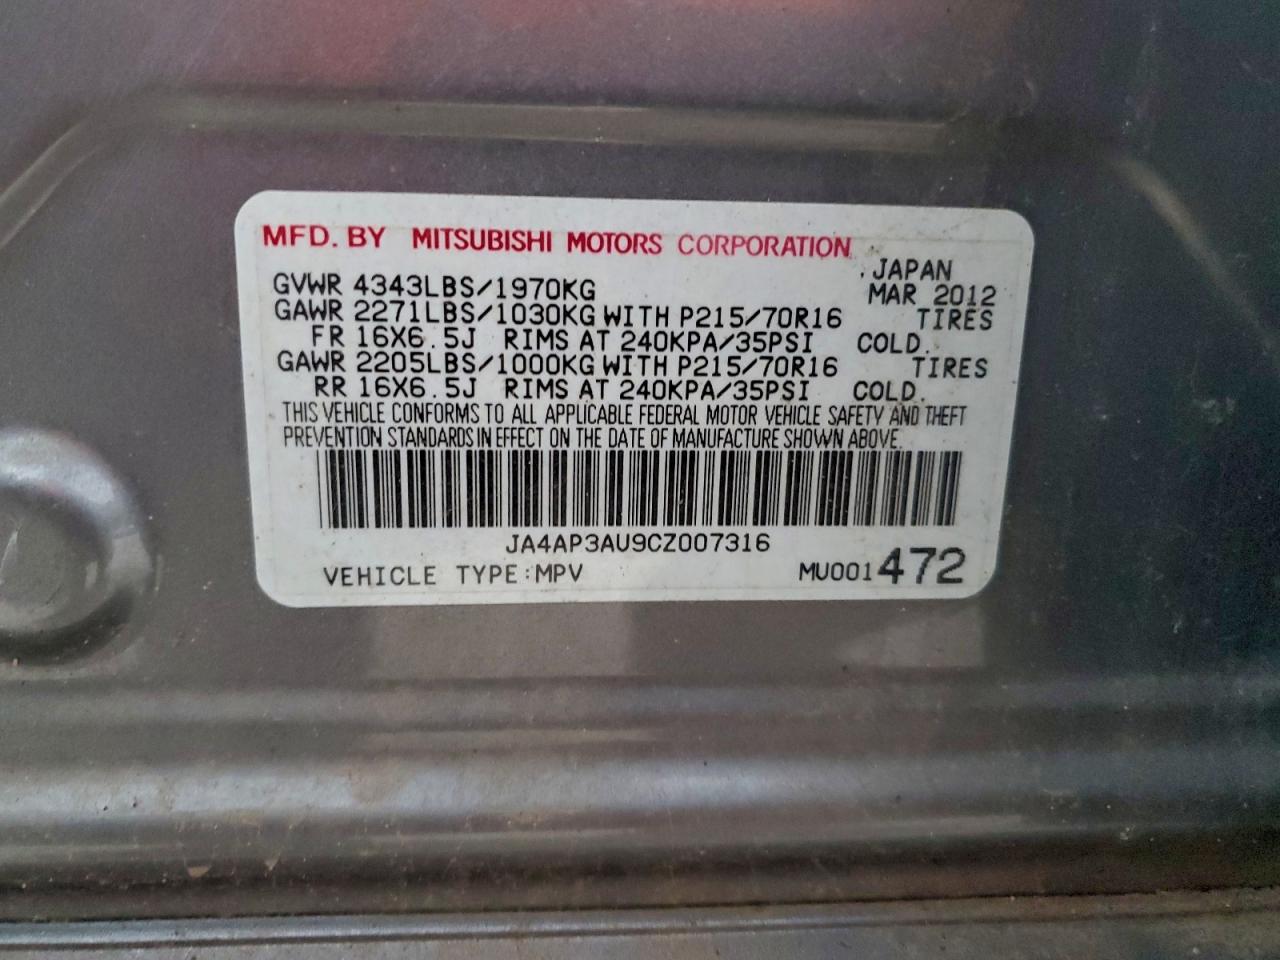 MFD. BY MITSUBISHI MOTORS CORPORATION
JAPAN
GVWR 4343LBS/1970KG MAR 2012
GAWR 2271LBS/1030KG WITH P215/70R16 TIRES
FR 16X6.5J RIMS AT 240KPA/35PSI COLD.
GAWR 2205LBS/1000KG WITH P215/70R16 TIRES
RR 16X6.5J RIMS AT 240KPA/35PSI COLD.
THIS VEHICLE CONFORMS TO ALL APPLICABLE FEDERAL MOTOR VEHICLE SAFETY AND THEFT
PREVENTION STANDARDS IN EFFECT ON THE DATE OF MANUFACTURE SHOWN ABOVE.
JA4AP3AU9CZ007316
VEHICLE TYPE:MPV MU001472